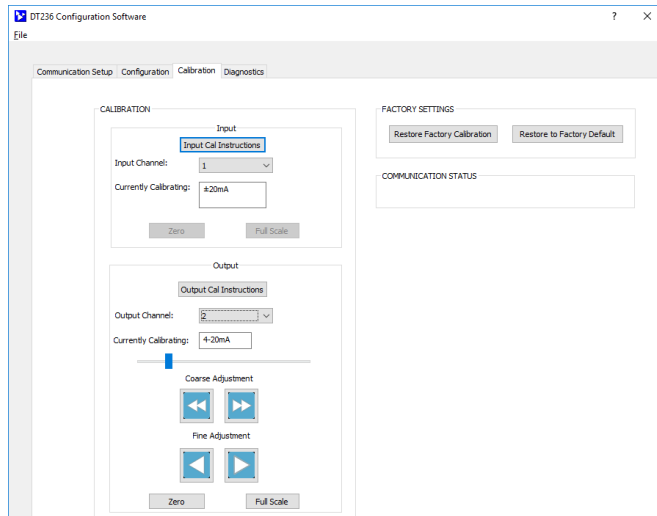 DT236 Configuration Software
?
File
Communication Setup Configuration Calibration Diagnostics
CALIBRATION
Input
Input Cal Instructions
Input Channel: 1
Currently Calibrating: ±20mA
Zero Full Scale
Output
Output Cal Instructions
Output Channel: 2
Currently Calibrating: 4-20mA
Coarse Adjustment
Fine Adjustment
Zero Full Scale
FACTORY SETTINGS
Restore Factory Calibration Restore to Factory Default
COMMUNICATION STATUS